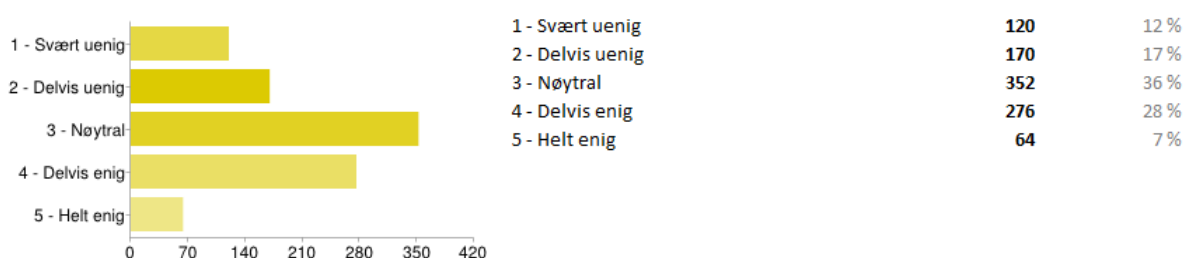 1 - Svært uenig
2 - Delvis uenig
3 - Nøytral
4 - Delvis enig
5 - Helt enig
0 70 140 210 280 350 420
1 - Svært uenig 120 12 %
2 - Delvis uenig 170 17 %
3 - Nøytral 352 36 %
4 - Delvis enig 276 28 %
5 - Helt enig 64 7 %